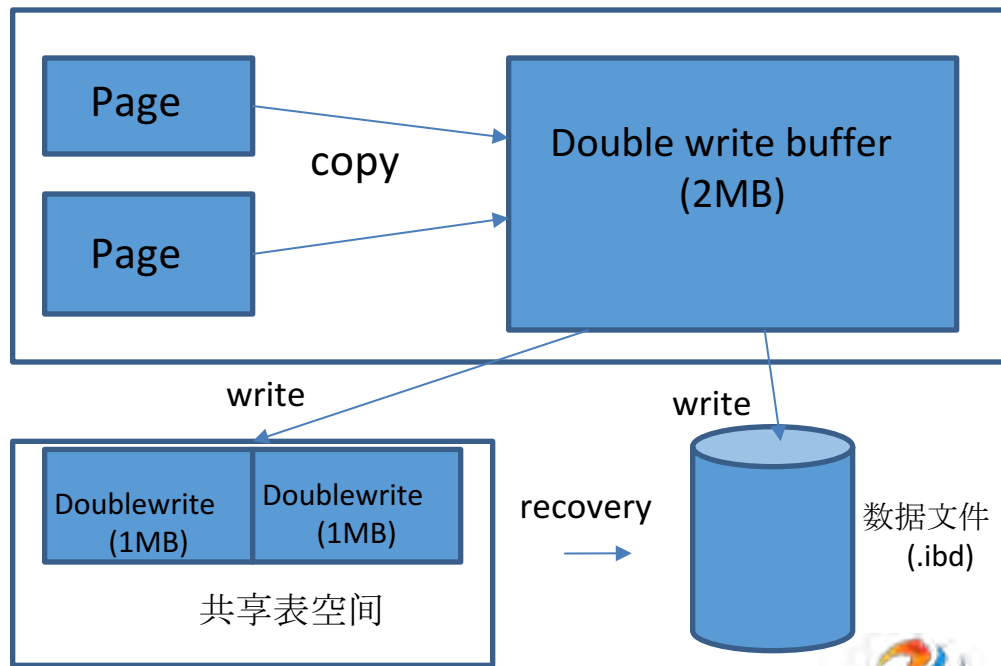 Page
copy
Page
Double write buffer
(2MB)
write
write
Doublewrite
(1MB)
Doublewrite
(1MB)
共享表空间
recovery
数据文件
(.ibd)